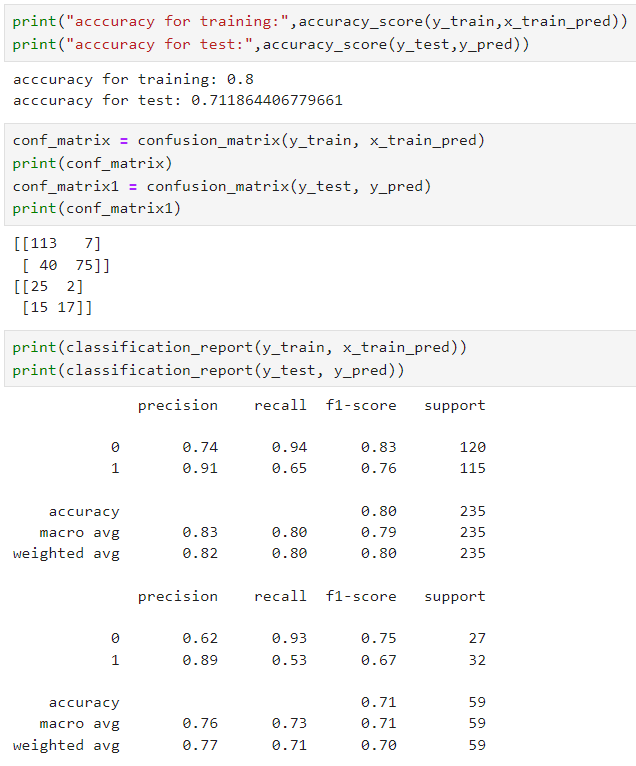 print("acccuracy for training:",accuracy_score(y_train,x_train_pred))
print("acccuracy for test:",accuracy_score(y_test,y_pred))
acccuracy for training: 0.8
acccuracy for test: 0.711864406779661
conf_matrix = confusion_matrix(y_train, x_train_pred)
print(conf_matrix)
conf_matrix1 = confusion_matrix(y_test, y_pred)
print(conf_matrix1)
[[113   7]
 [ 40  75]]
[[25  2]
 [15 17]]
print(classification_report(y_train, x_train_pred))
print(classification_report(y_test, y_pred))
              precision    recall  f1-score   support
           0       0.74      0.94      0.83       120
           1       0.91      0.65      0.76       115
    accuracy                           0.80       235
   macro avg       0.83      0.80      0.79       235
weighted avg       0.82      0.80      0.80       235
              precision    recall  f1-score   support
           0       0.62      0.93      0.75        27
           1       0.89      0.53      0.67        32
    accuracy                           0.71        59
   macro avg       0.76      0.73      0.71        59
weighted avg       0.77      0.71      0.70        59